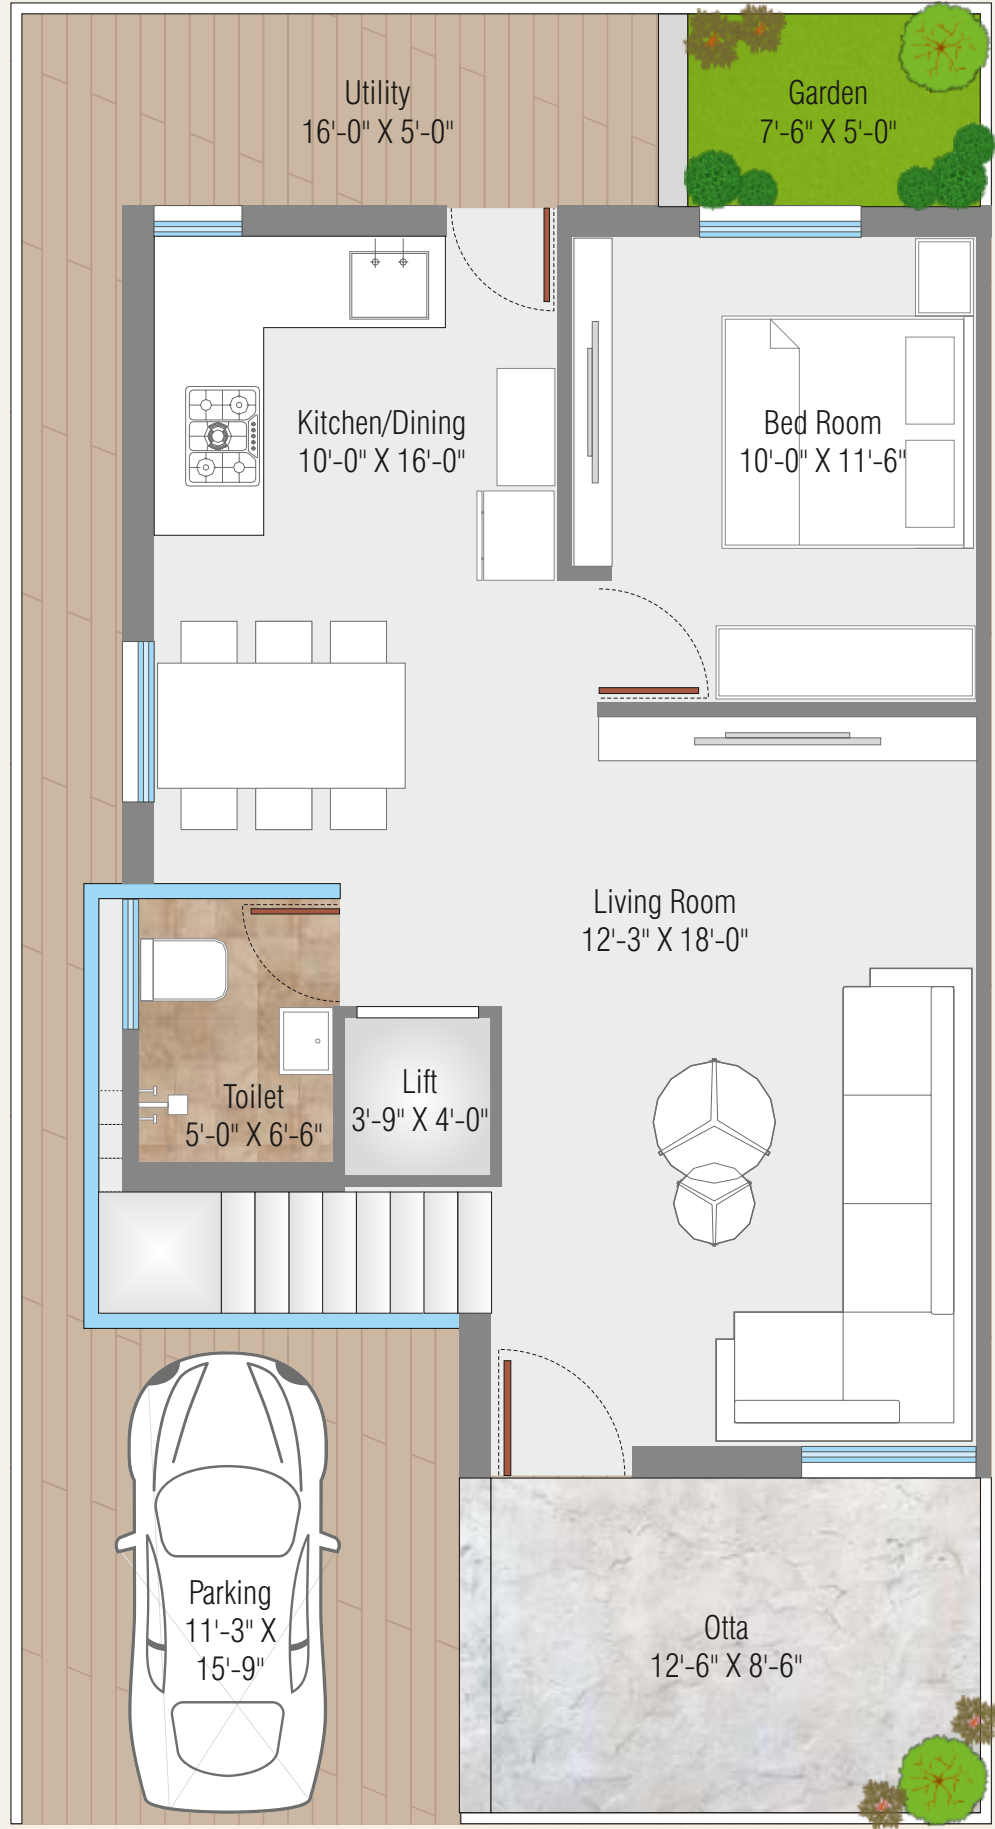 Utility
16'-0" X 5'-0"
Garden
7'-6" X 5'-0"
Kitchen/Dining
10'-0" X 16'-0"
Bed Room
10'-0" X 11'-6"
Living Room
12'-3" X 18'-0"
Toilet
5'-0" X 6'-6"
Lift
3'-9" X 4'-0"
Parking
11'-3" X
15'-9"
Otta
12'-6" X 8'-6"